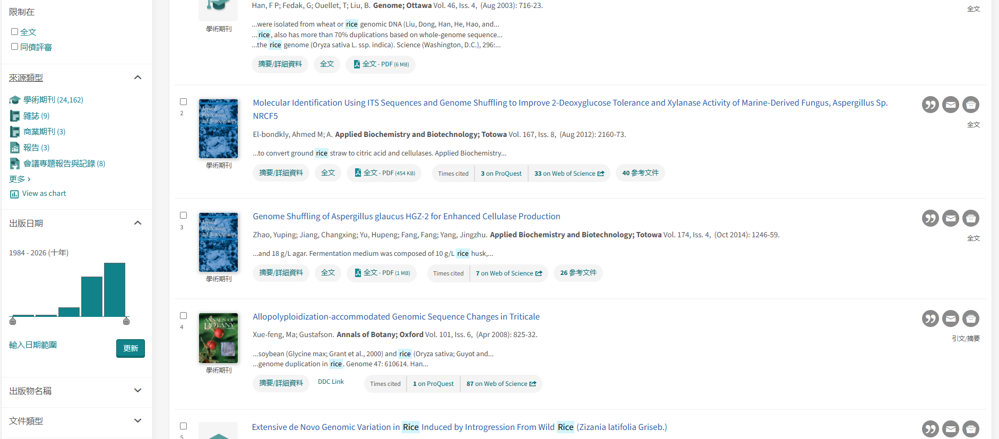 限制在
全文
同儕評審
來源類型
學術期刊 (24,162)
雜誌 (9)
商業期刊 (3)
報告 (3)
會議專題報告與記錄 (8)
更多 ›
View as chart
出版日期
1984 - 2026 (十年)
輸入日期範圍
更新
出版物名稱
文件類型
Han, F P; Fedak, G; Ouellet, T; Liu, B. Genome; Ottawa Vol. 46, Iss. 4, (Aug 2003): 716-23.
全文
學術期刊
...were isolated from wheat or rice genomic DNA (Liu, Dong, Han, He, Hao, and...
...rice, also has more than 70% duplications based on whole-genome sequence...
...the rice genome (Oryza sativa L. ssp. indica). Science (Washington, D.C.), 296:...
摘要/詳細資料 全文 全文 - PDF (6 MB)
2
Applied
Biochemistry
and Biotechnology
學術期刊
Molecular Identification Using ITS Sequences and Genome Shuffling to Improve 2-Deoxyglucose Tolerance and Xylanase Activity of Marine-Derived Fungus, Aspergillus Sp.
NRCF5
全文
El-bondkly, Ahmed M; A. Applied Biochemistry and Biotechnology; Totowa Vol. 167, Iss. 8, (Aug 2012): 2160-73.
...to convert ground rice straw to citric acid and cellulases. Applied Biochemistry...
摘要/詳細資料 全文 全文 - PDF (454 KB) Times cited 3 on ProQuest 33 on Web of Science 40 參考文件
3
Applied
Biochemistry
and Biotechnology
學術期刊
Genome Shuffling of Aspergillus glaucus HGZ-2 for Enhanced Cellulase Production
全文
Zhao, Yuping; Jiang, Changxing; Yu, Hupeng; Fang, Fang; Yang, Jingzhu. Applied Biochemistry and Biotechnology; Totowa Vol. 174, Iss. 4, (Oct 2014): 1246-59.
...and 18 g/L agar. Fermentation medium was composed of 10 g/L rice husk,...
摘要/詳細資料 全文 全文 - PDF (1 MB) Times cited 7 on Web of Science 26 參考文件
4
ANNALS OF
BOTANY
學術期刊
Allopolyploidization-accommodated Genomic Sequence Changes in Triticale
引文/摘要
Xue-feng, Ma; Gustafson. Annals of Botany; Oxford Vol. 101, Iss. 6, (Apr 2008): 825-32.
...soybean (Glycine max; Grant et al., 2000) and rice (Oryza sativa; Guyot and...
...genome duplication in rice. Genome 47: 610614. Han...
摘要/詳細資料 DDC Link Times cited 1 on ProQuest 87 on Web of Science
5
Extensive de Novo Genomic Variation in Rice Induced by Introgression From Wild Rice (Zizania latifolia Griseb.)